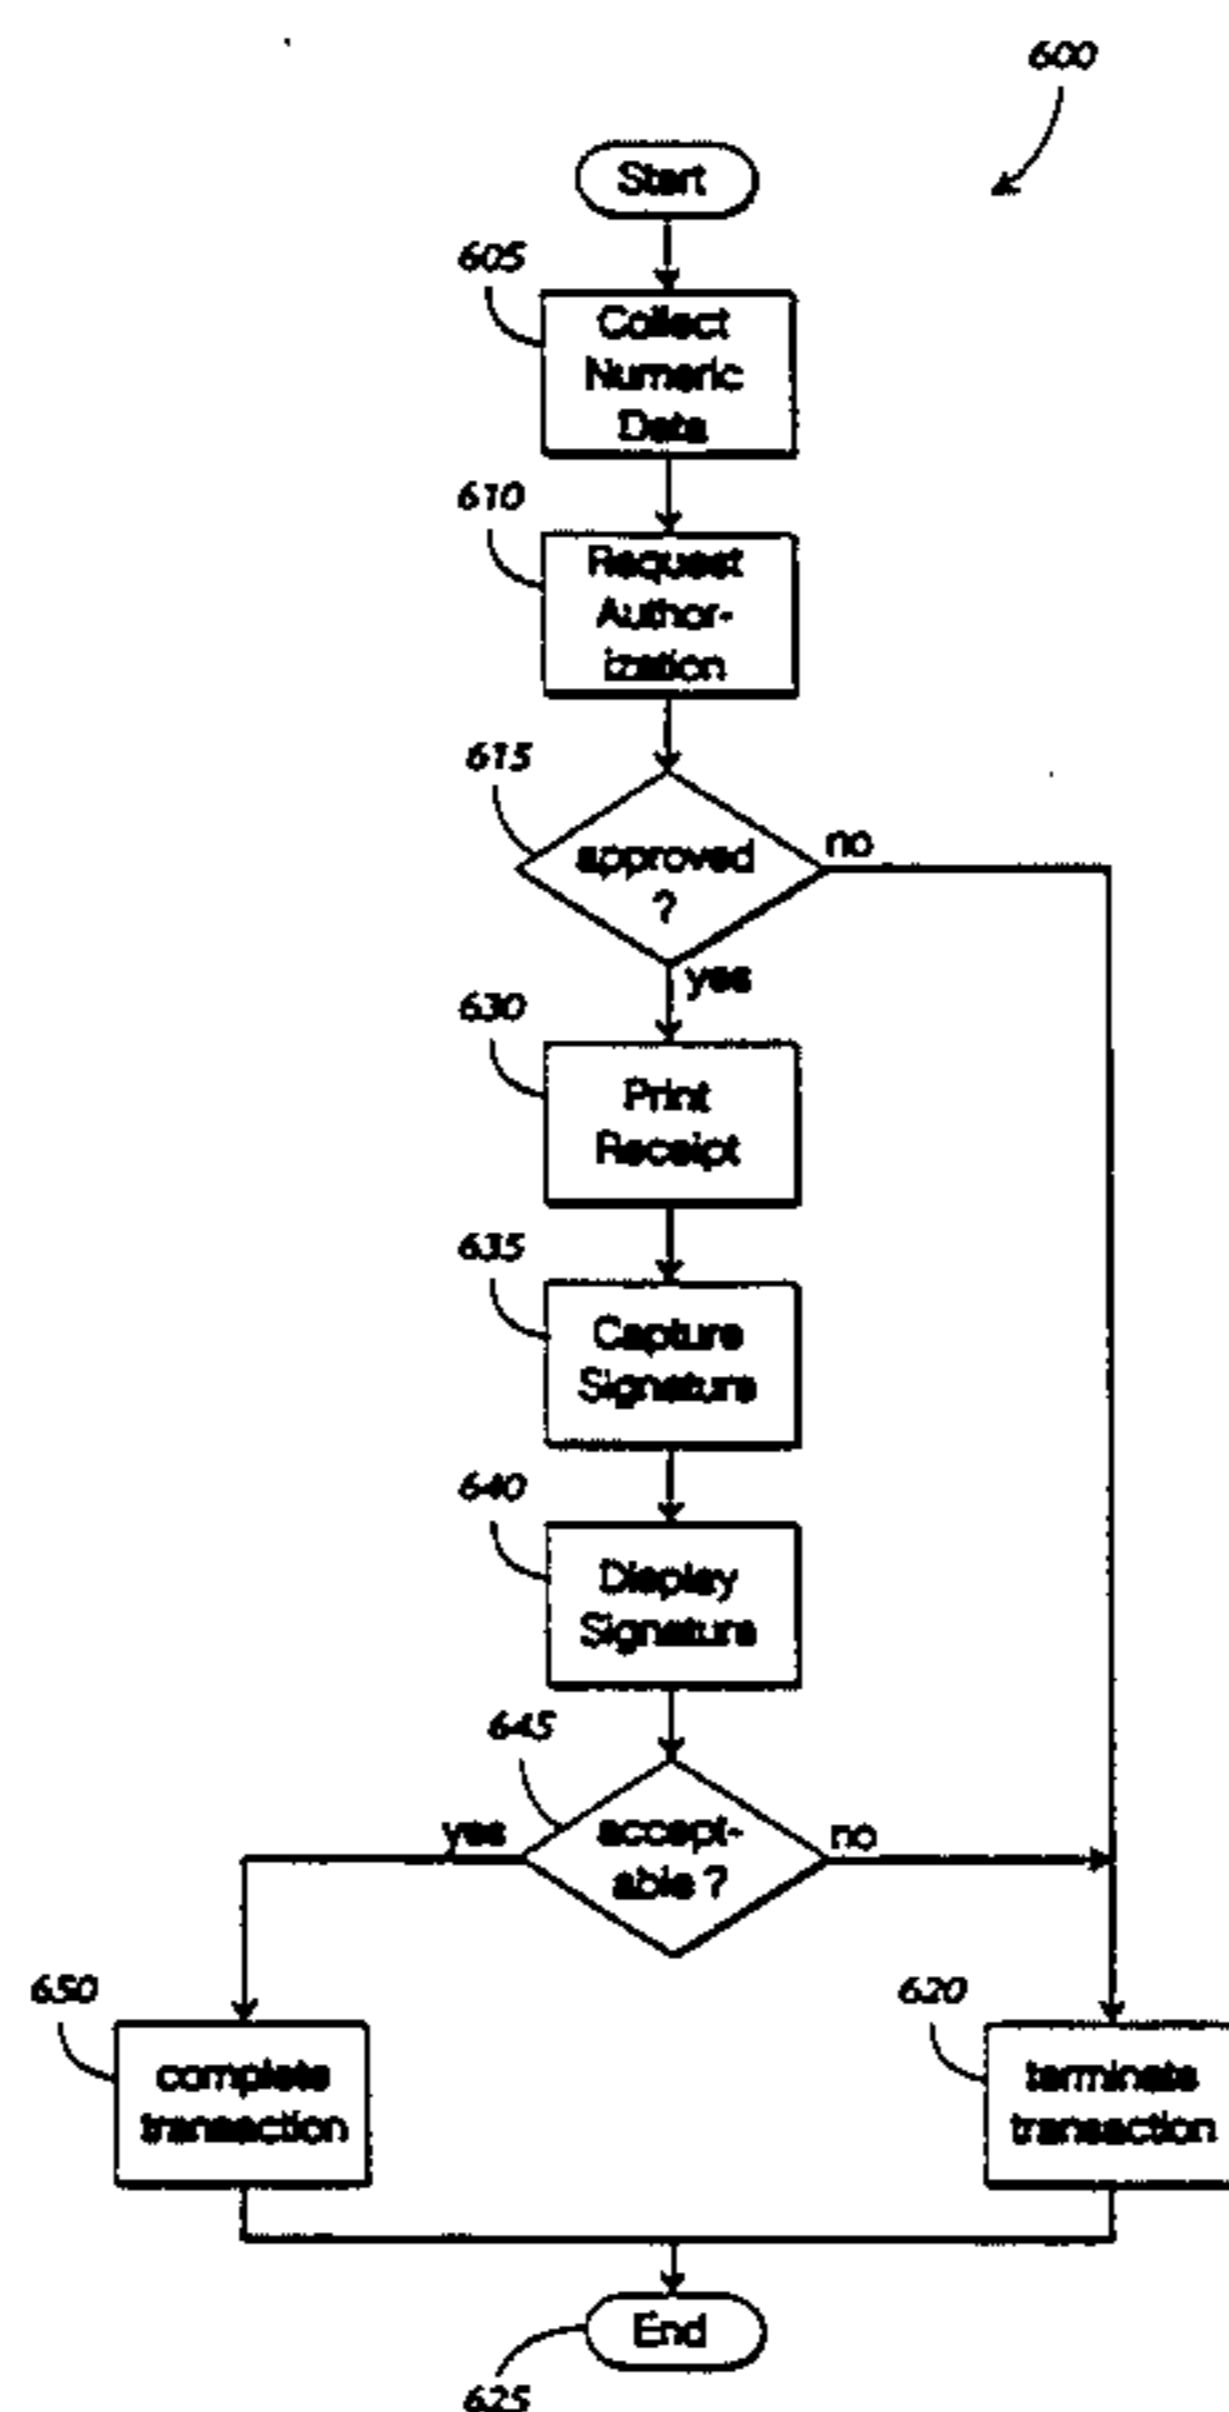 600
Start
605
Collect
Numeric
Data
610
Request
Author-
ization
615
approved
?
no
yes
630
Print
Receipt
635
Capture
Signature
640
Display
Signature
645
yes
accept-
able ?
no
650
complete
transaction
620
terminate
transaction
End
625